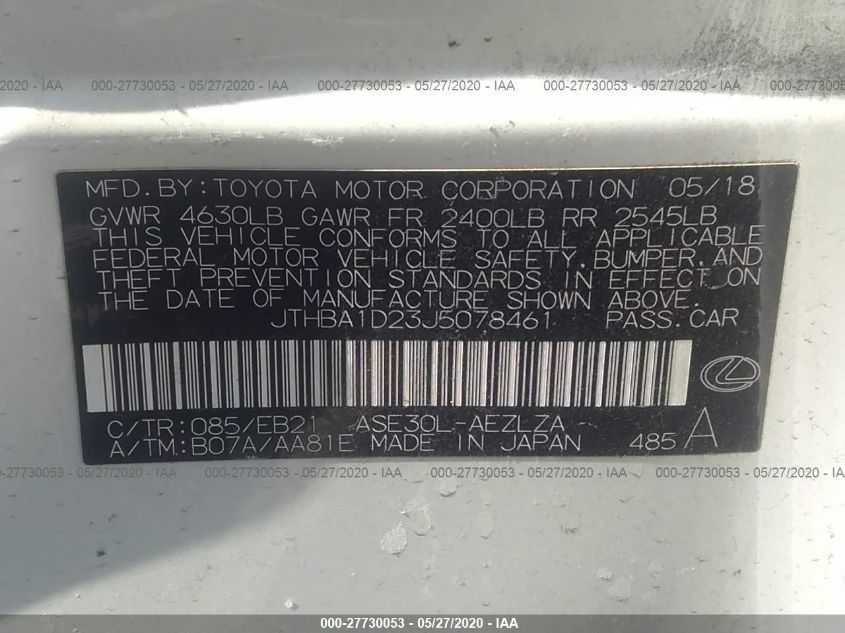 - IAA 000-27730053 - 05/27/2020 - IAA 000-27730053 - 05/27/2020 - IAA 000-27730053 - 05/27/2020 - IAA 000-27730053
MFD.BY:TOYOTA MOTOR CORPORATION 05/18
GVWR 4630LB GAWR FR 2400LB RR 2545LB
THIS VEHICLE CONFORMS TO ALL APPLICABLE
FEDERAL MOTOR VEHICLE SAFETY,BUMPER,AND
THEFT PREVENTION STANDARDS IN EFFECT ON
THE DATE OF MANUFACTURE SHOWN ABOVE.
JTHBA1D23J5078461 PASS.CAR
C/TR:085/EB21 ASE30L-AEZLZA
A/TM:B07A/AA81E MADE IN JAPAN 485 A
- IAA 000-27730053 - 05/27/2020 - IAA 000-27730053 - 05/27/2020 - IAA 000-27730053 - 05/27/2020 - IAA 000-27730053
000-27730053 - 05/27/2020 - IAA